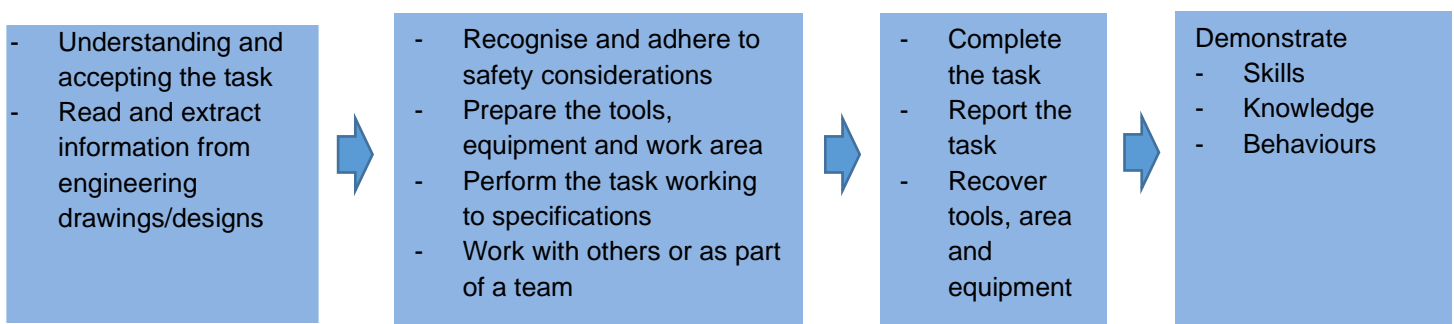 - Understanding and
accepting the task
- Read and extract
information from
engineering
drawings/designs
- Recognise and adhere to
safety considerations
- Prepare the tools,
equipment and work area
- Perform the task working
to specifications
- Work with others or as part
of a team
- Complete
the task
- Report the
task
- Recover
tools, area
and
equipment
Demonstrate
- Skills
- Knowledge
- Behaviours